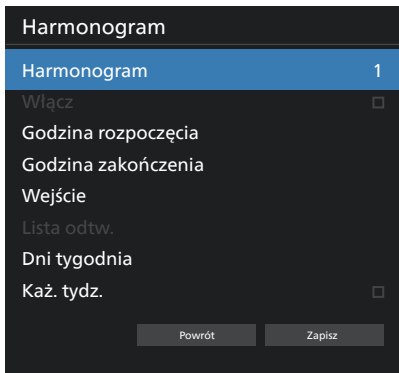 Harmonogram
Harmonogram 1
Włącz
Godzina rozpoczęcia
Godzina zakończenia
Wejście
Lista odtw.
Dni tygodnia
Każ. tydz.
Powrót Zapisz